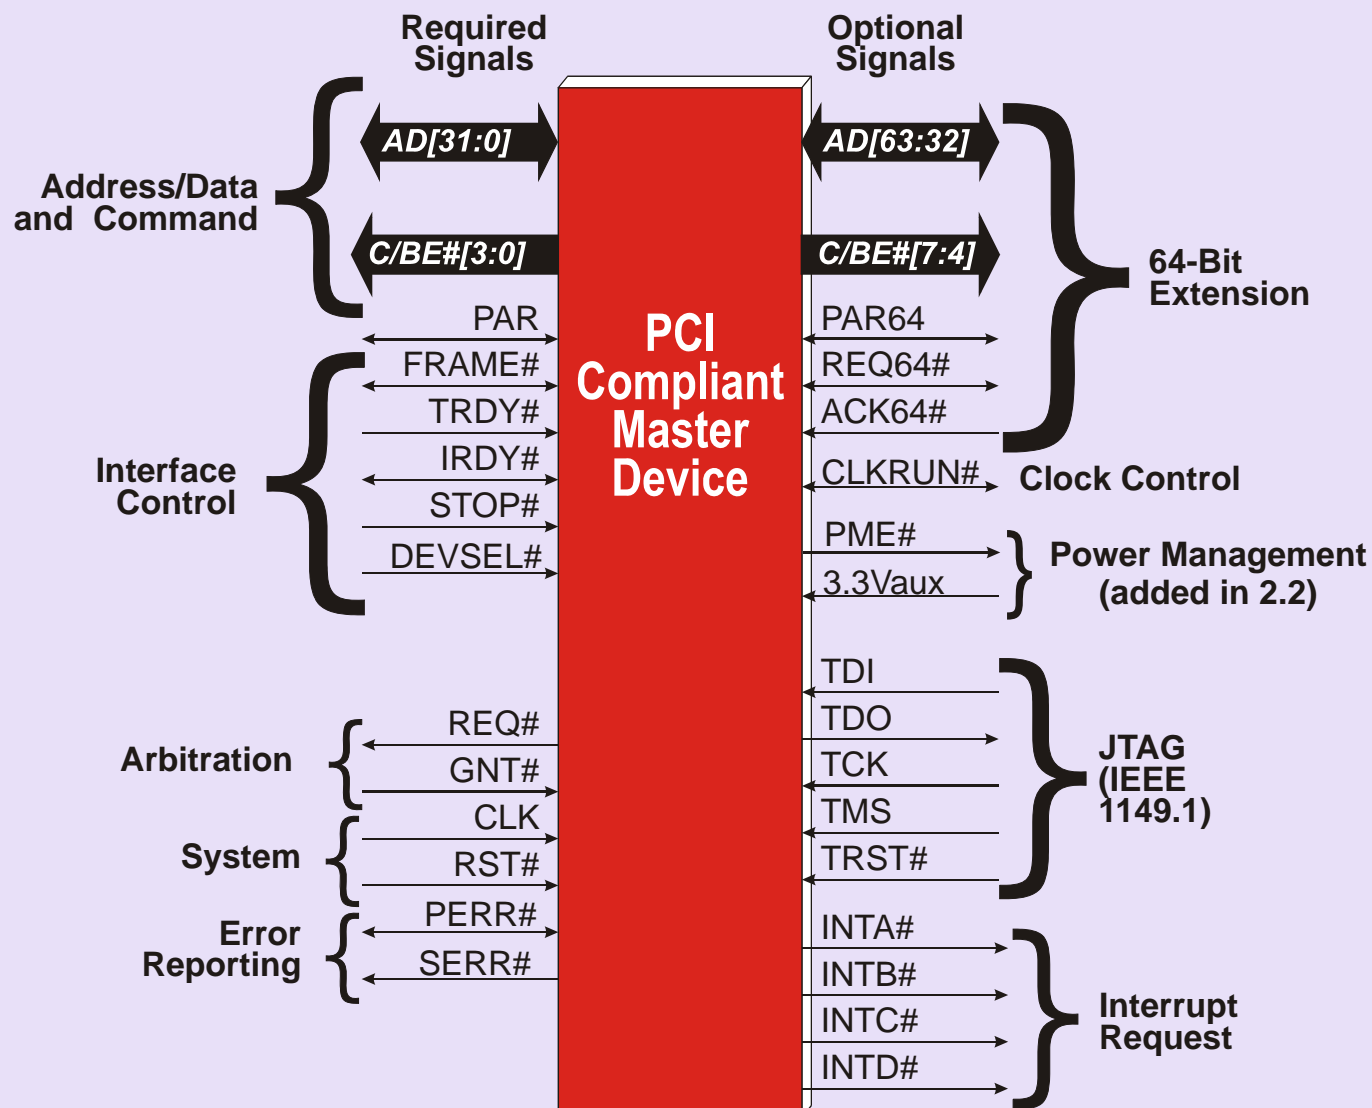 Required
Signals
Optional
Signals
AD[31:0]
AD[63:32]
Address/Data
and Command
C/BE#[3:0]
C/BE#[7:4]
64-Bit
Extension
PAR
FRAME#
TRDY#
IRDY#
STOP#
DEVSEL#
Interface
Control
PCI
Compliant
Master
Device
PAR64
REQ64#
ACK64#
CLKRUN#
Clock Control
PME#
3.3Vaux
Power Management
(added in 2.2)
REQ#
GNT#
Arbitration
CLK
RST#
System
PERR#
SERR#
Error
Reporting
TDI
TDO
TCK
TMS
TRST#
JTAG
(IEEE
1149.1)
INTA#
INTB#
INTC#
INTD#
Interrupt
Request